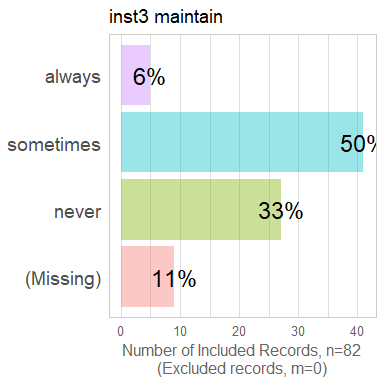 inst3 maintain
always
6%
sometimes
50%
never
33%
(Missing)
11%
0 10 20 30 40
Number of Included Records, n=82
(Excluded records, m=0)